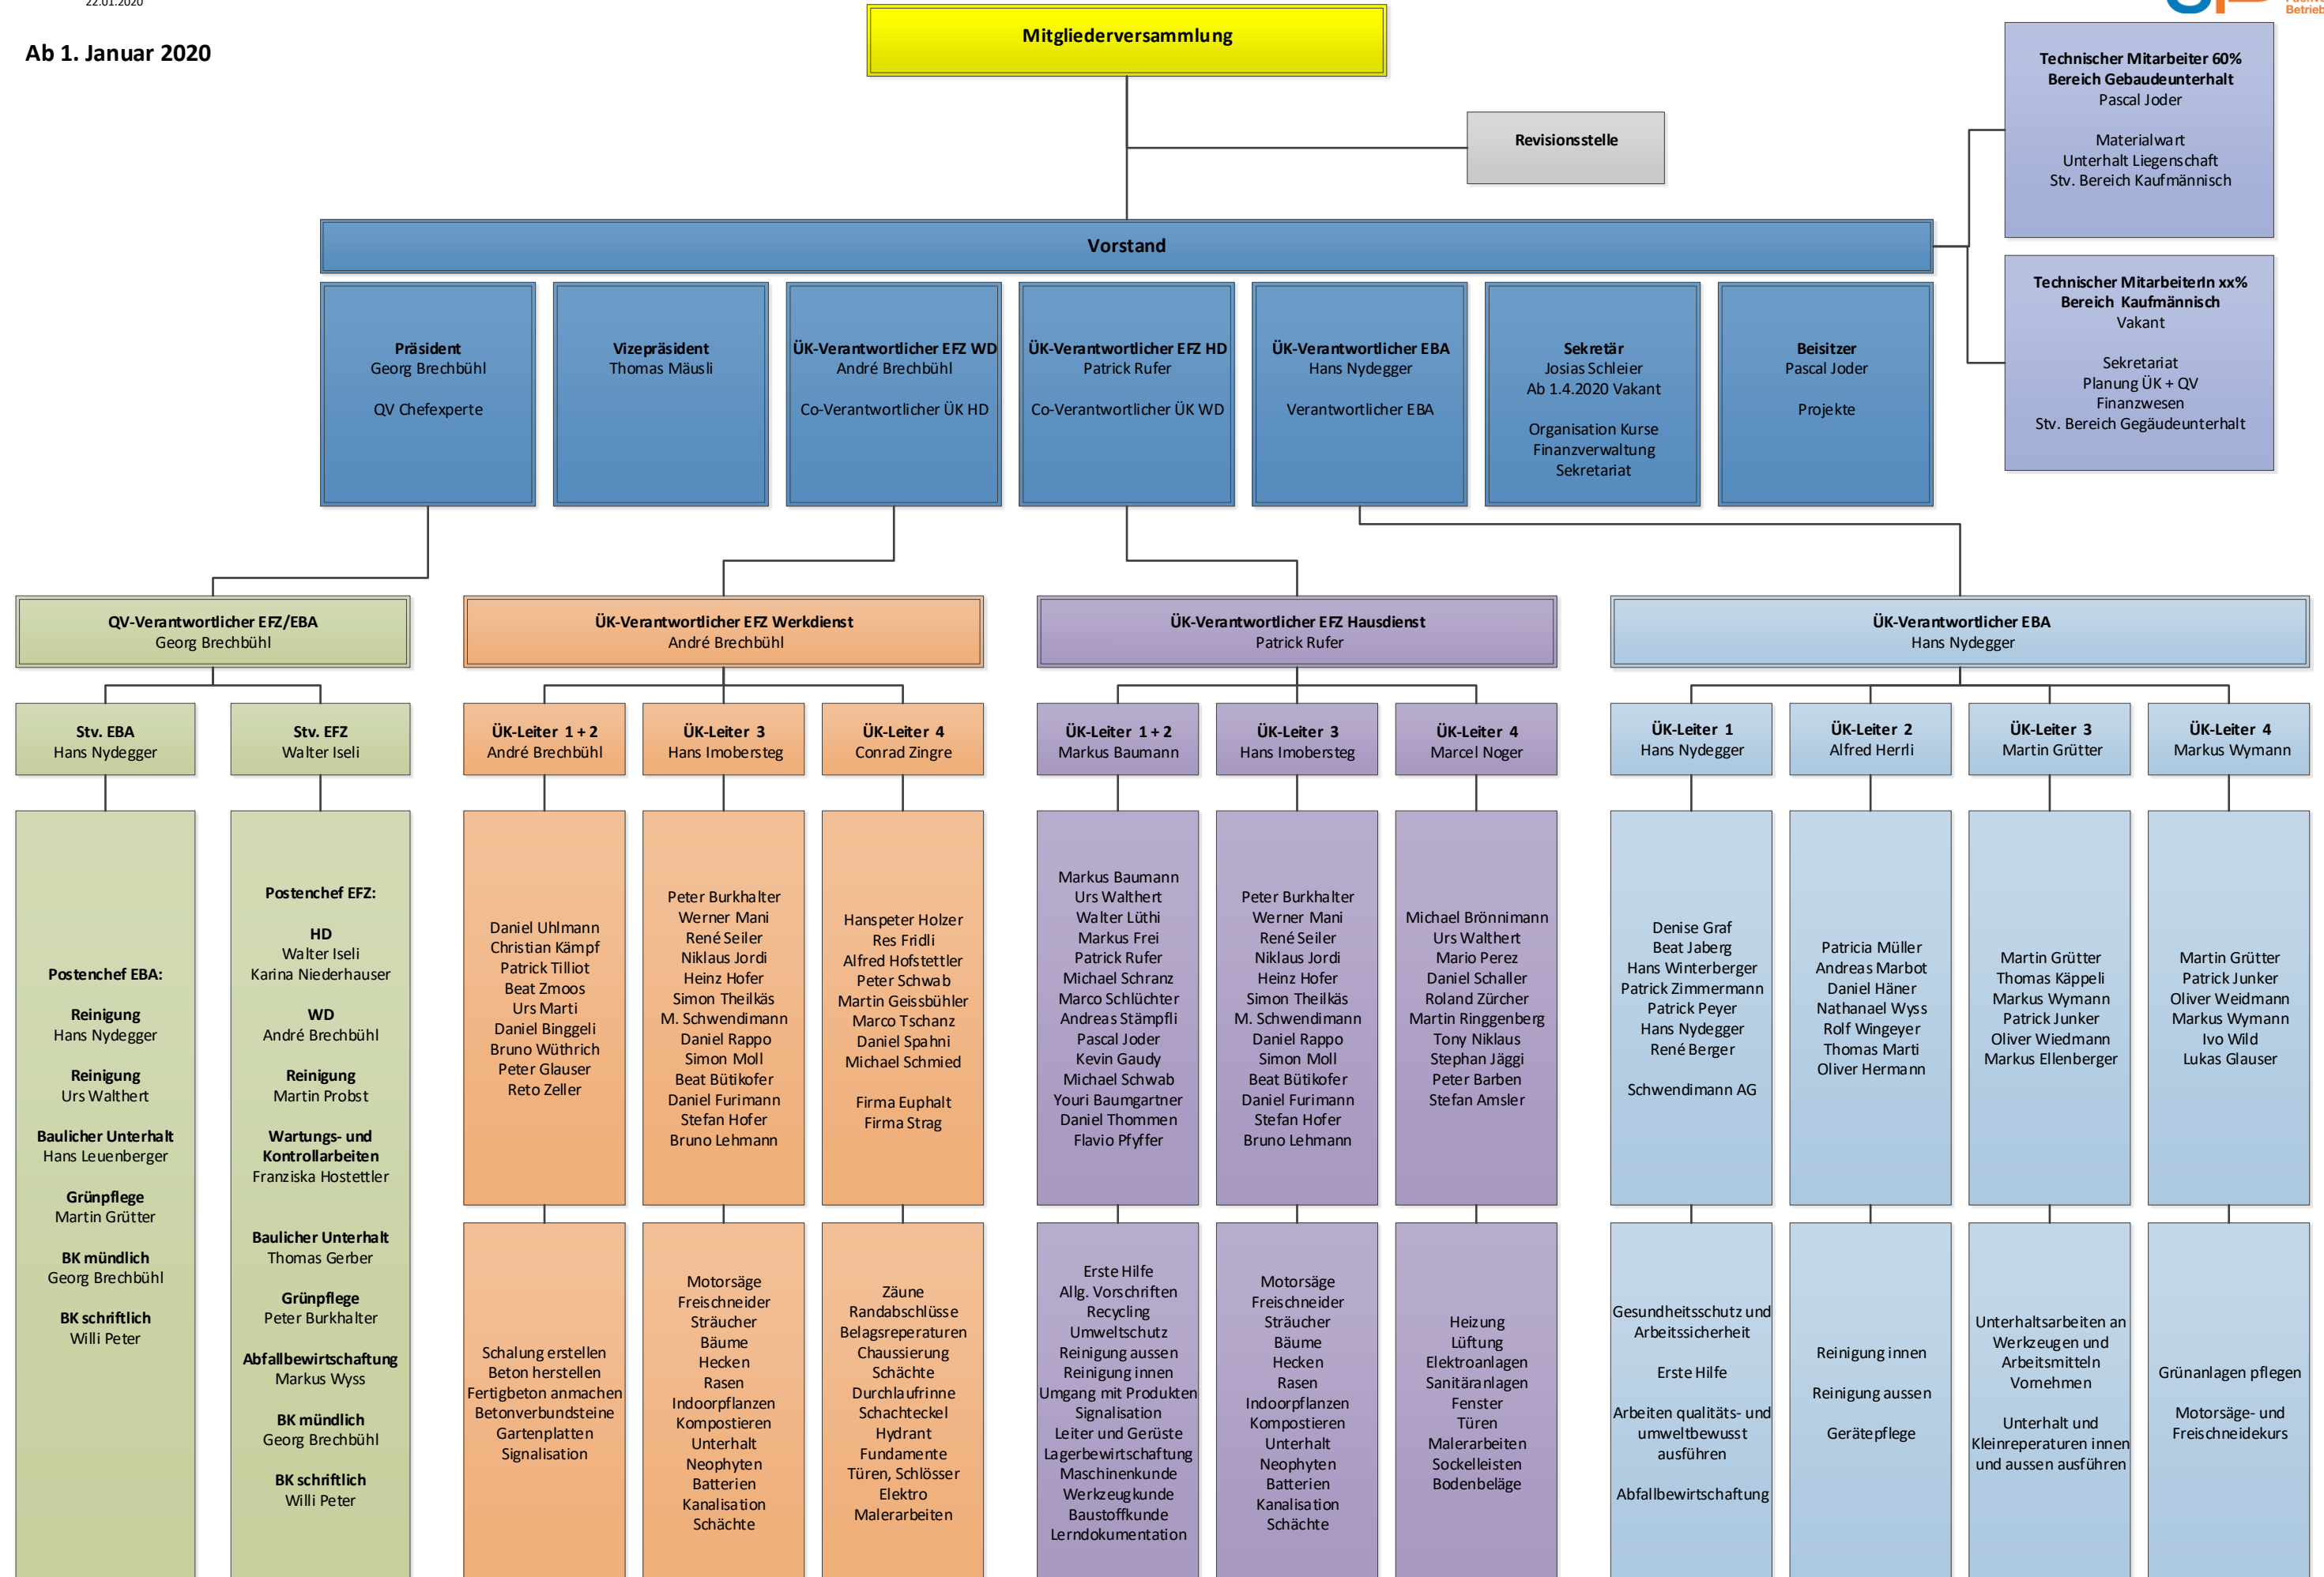 22.01.2020
Ab 1. Januar 2020
Mitgliederversammlung
Betrieb
Technischer Mitarbeiter 60%
Bereich Gebaudeunterhalt
Pascal Joder
Materialwart
Unterhalt Liegenschaft
Stv. Bereich Kaufmännisch
Revisionsstelle
Vorstand
Technischer MitarbeiterIn xx%
Bereich Kaufmännisch
Vakant
Sekretariat
Planung ÜK + QV
Finanzwesen
Stv. Bereich Gegäudeunterhalt
Präsident
Georg Brechbühl
QV Chefexperte
Vizepräsident
Thomas Mäusli
ÜK-Verantwortlicher EFZ WD
André Brechbühl
Co-Verantwortlicher ÜK HD
ÜK-Verantwortlicher EFZ HD
Patrick Rufer
Co-Verantwortlicher ÜK WD
ÜK-Verantwortlicher EBA
Hans Nydegger
Verantwortlicher EBA
Sekretär
Josias Schleier
Ab 1.4.2020 Vakant
Organisation Kurse
Finanzverwaltung
Sekretariat
Beisitzer
Pascal Joder
Projekte
QV-Verantwortlicher EFZ/EBA
Georg Brechbühl
Stv. EBA
Hans Nydegger
Postenchef EBA:
Reinigung
Hans Nydegger
Reinigung
Urs Walthert
Baulicher Unterhalt
Hans Leuenberger
Grünpflege
Martin Grütter
BK mündlich
Georg Brechbühl
BK schriftlich
Willi Peter
Stv. EFZ
Walter Iseli
Postenchef EFZ:
HD
Walter Iseli
Karina Niederhauser
WD
André Brechbühl
Reinigung
Martin Probst
Wartungs- und
Kontrollarbeiten
Franziska Hostettler
Baulicher Unterhalt
Thomas Gerber
Grünpflege
Peter Burkhalter
Abfallbewirtschaftung
Markus Wyss
BK mündlich
Georg Brechbühl
BK schriftlich
Willi Peter
ÜK-Verantwortlicher EFZ Werkdienst
André Brechbühl
ÜK-Leiter 1 + 2
André Brechbühl
Daniel Uhlmann
Christian Kämpf
Patrick Tilliot
Beat Zmoos
Urs Marti
Daniel Binggeli
Bruno Wüthrich
Peter Glauser
Reto Zeller
Schalung erstellen
Beton herstellen
Fertigbeton anmachen
Betonverbundsteine
Gartenplatten
Signalisation
ÜK-Leiter 3
Hans Imobersteg
Peter Burkhalter
Werner Mani
René Seiler
Niklaus Jordi
Heinz Hofer
Simon Theilkäs
M. Schwendimann
Daniel Rappo
Simon Moll
Beat Bütikofer
Daniel Furimann
Stefan Hofer
Bruno Lehmann
Motorsäge
Freischneider
Sträucher
Bäume
Hecken
Rasen
Indoorpflanzen
Kompostieren
Unterhalt
Neophyten
Batterien
Kanalisation
Schächte
ÜK-Leiter 4
Conrad Zingre
Hanspeter Holzer
Res Fridli
Alfred Hofstettler
Peter Schwab
Martin Geissbühler
Marco Tschanz
Daniel Spahni
Michael Schmied
Firma Euphalt
Firma Strag
Zäune
Randabschlüsse
Belagsreperaturen
Chaussierung
Schächte
Durchlaufrinne
Schachteckel
Hydrant
Fundamente
Türen, Schlösser
Elektro
Malerarbeiten
ÜK-Verantwortlicher EFZ Hausdienst
Patrick Rufer
ÜK-Leiter 1 + 2
Markus Baumann
Markus Baumann
Urs Walthert
Walter Lüthi
Markus Frei
Patrick Rufer
Michael Schranz
Marco Schlüchter
Andreas Stämpfli
Pascal Joder
Kevin Gaudy
Michael Schwab
Youri Baumgartner
Daniel Thommen
Flavio Pfyffer
Erste Hilfe
Allg. Vorschriften
Recycling
Umweltschutz
Reinigung aussen
Reinigung innen
Umgang mit Produkten
Signalisation
Leiter und Gerüste
Lagerbewirtschaftung
Maschinenkunde
Werkzeugkunde
Baustoffkunde
Lerndokumentation
ÜK-Leiter 3
Hans Imobersteg
Peter Burkhalter
Werner Mani
René Seiler
Niklaus Jordi
Heinz Hofer
Simon Theilkäs
M. Schwendimann
Daniel Rappo
Simon Moll
Beat Bütikofer
Daniel Furimann
Stefan Hofer
Bruno Lehmann
Motorsäge
Freischneider
Sträucher
Bäume
Hecken
Rasen
Indoorpflanzen
Kompostieren
Unterhalt
Neophyten
Batterien
Kanalisation
Schächte
ÜK-Leiter 4
Marcel Noger
Michael Brönnimann
Urs Walthert
Mario Perez
Daniel Schaller
Roland Zürcher
Martin Ringgenberg
Tony Niklaus
Stephan Jäggi
Peter Barben
Stefan Amsler
Heizung
Lüftung
Elektroanlagen
Sanitäranlagen
Fenster
Türen
Malerarbeiten
Sockelleisten
Bodenbeläge
ÜK-Verantwortlicher EBA
Hans Nydegger
ÜK-Leiter 1
Hans Nydegger
Denise Graf
Beat Jaberg
Hans Winterberger
Patrick Zimmermann
Patrick Peyer
Hans Nydegger
René Berger
Schwendimann AG
Gesundheitsschutz und
Arbeitssicherheit
Erste Hilfe
Arbeiten qualitäts- und
umweltbewusst
ausführen
Abfallbewirtschaftung
ÜK-Leiter 2
Alfred Herrli
Patricia Müller
Andreas Marbot
Daniel Häner
Nathanael Wyss
Rolf Wingeyer
Thomas Marti
Oliver Hermann
Reinigung innen
Reinigung aussen
Gerätepflege
ÜK-Leiter 3
Martin Grütter
Martin Grütter
Thomas Käppeli
Markus Wymann
Patrick Junker
Oliver Wiedmann
Markus Ellenberger
Unterhaltsarbeiten an
Werkzeugen und
Arbeitsmitteln
Vornehmen
Unterhalt und
Kleinreperaturen innen
und aussen ausführen
ÜK-Leiter 4
Markus Wymann
Martin Grütter
Patrick Junker
Oliver Weidmann
Markus Wymann
Ivo Wild
Lukas Glauser
Grünanlagen pflegen
Motorsäge- und
Freischneidekurs